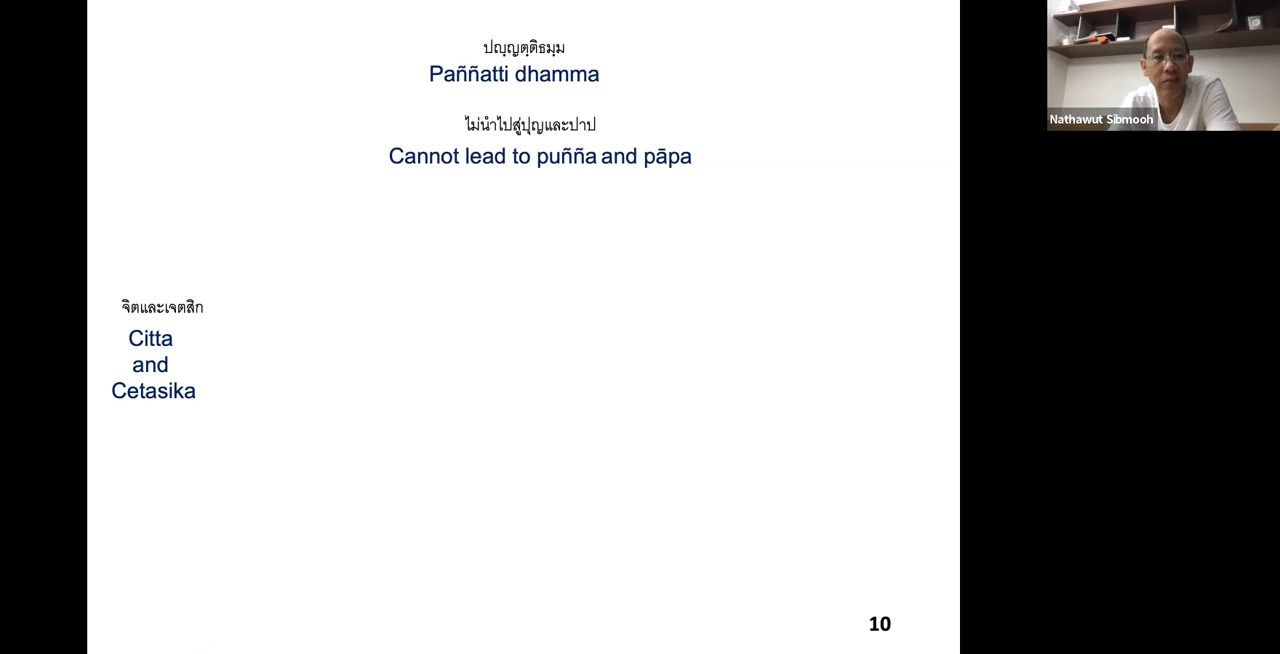 ปญฺญตฺติธมฺม
Paññatti dhamma
ไม่นำไปสู่ปุญและปาป
Cannot lead to puñña and pāpa
จิตและเจตสิก
Citta
and
Cetasika
10
Nathawut Sibmooh